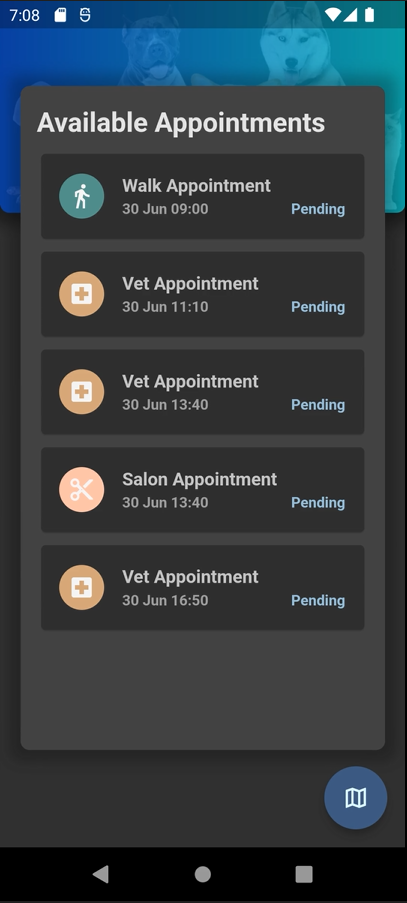 7:08
Available Appointments
Walk Appointment
30 Jun 09:00 Pending
Vet Appointment
30 Jun 11:10 Pending
Vet Appointment
30 Jun 13:40 Pending
Salon Appointment
30 Jun 13:40 Pending
Vet Appointment
30 Jun 16:50 Pending